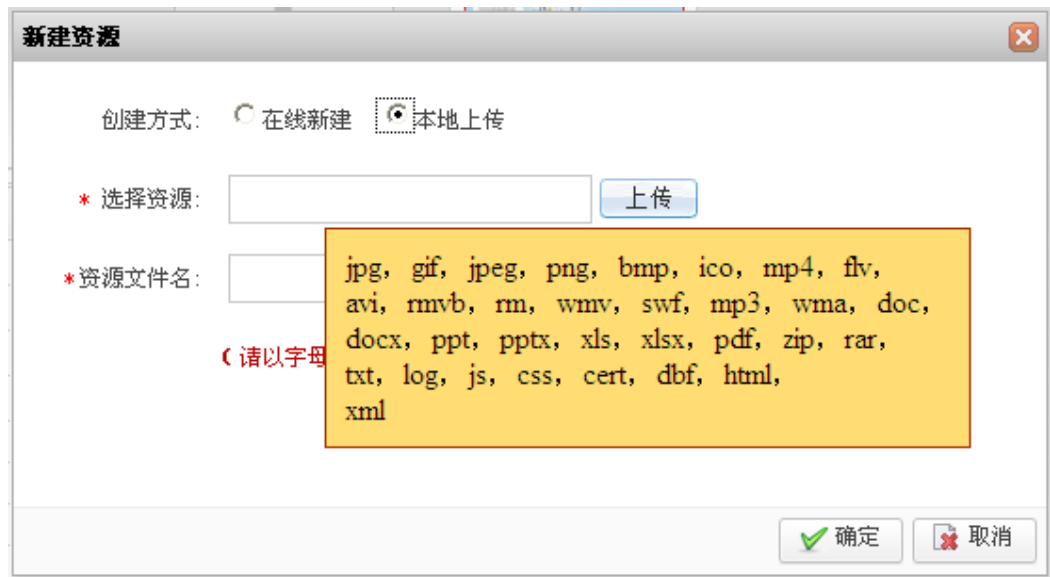 新建资源
创建方式: 在线新建 本地上传
* 选择资源: 上传
*资源文件名:
(请以字母
jpg, gif, jpeg, png, bmp, ico, mp4, flv,
avi, rmvb, rm, wmv, swf, mp3, wma, doc,
docx, ppt, pptx, xls, xlsx, pdf, zip, rar,
txt, log, js, css, cert, dbf, html,
xml
确定 取消